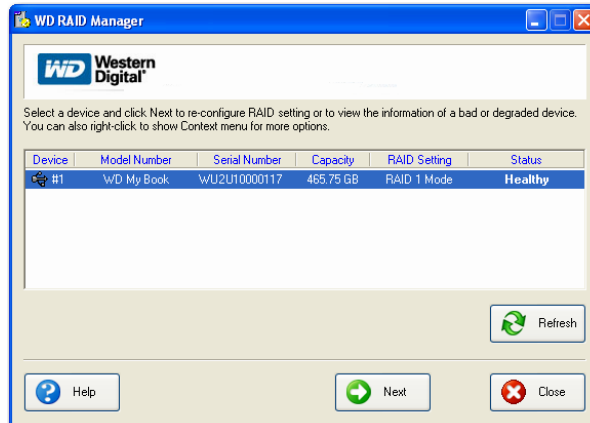 WD RAID Manager
WD Western Digital
Select a device and click Next to re-configure RAID setting or to view the information of a bad or degraded device.
You can also right-click to show Context menu for more options.
Device Model Number Serial Number Capacity RAID Setting Status
#1 WD My Book WU2U10000117 465.75 GB RAID 1 Mode Healthy
Refresh
Help Next Close